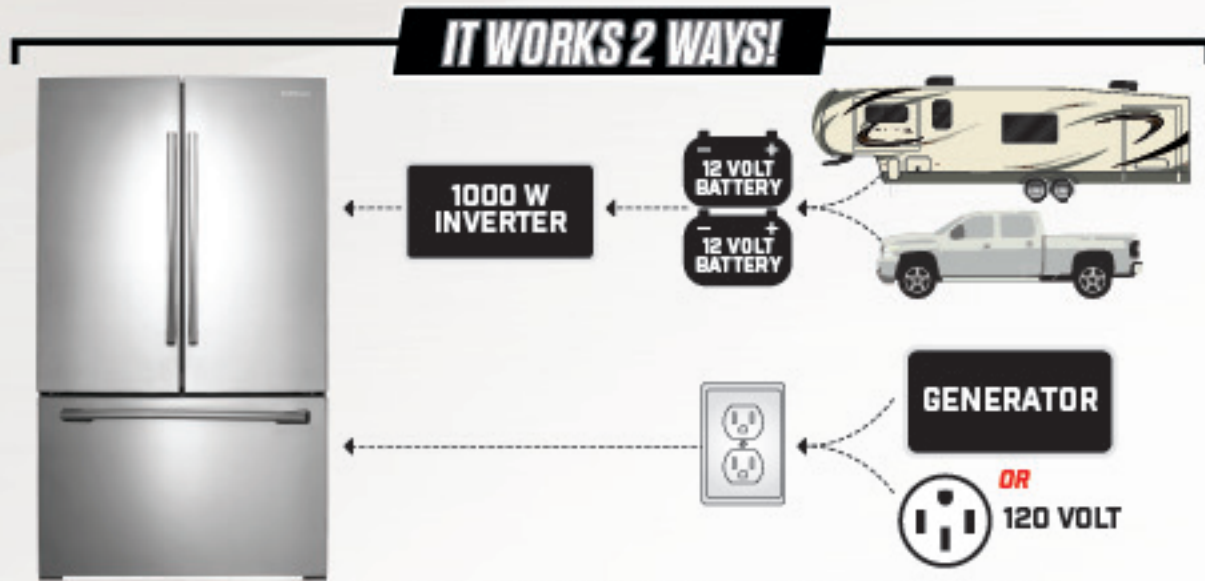 IT WORKS 2 WAYS!
1000 W
INVERTER
- +
12 VOLT
BATTERY
- +
12 VOLT
BATTERY
GENERATOR
OR
120 VOLT